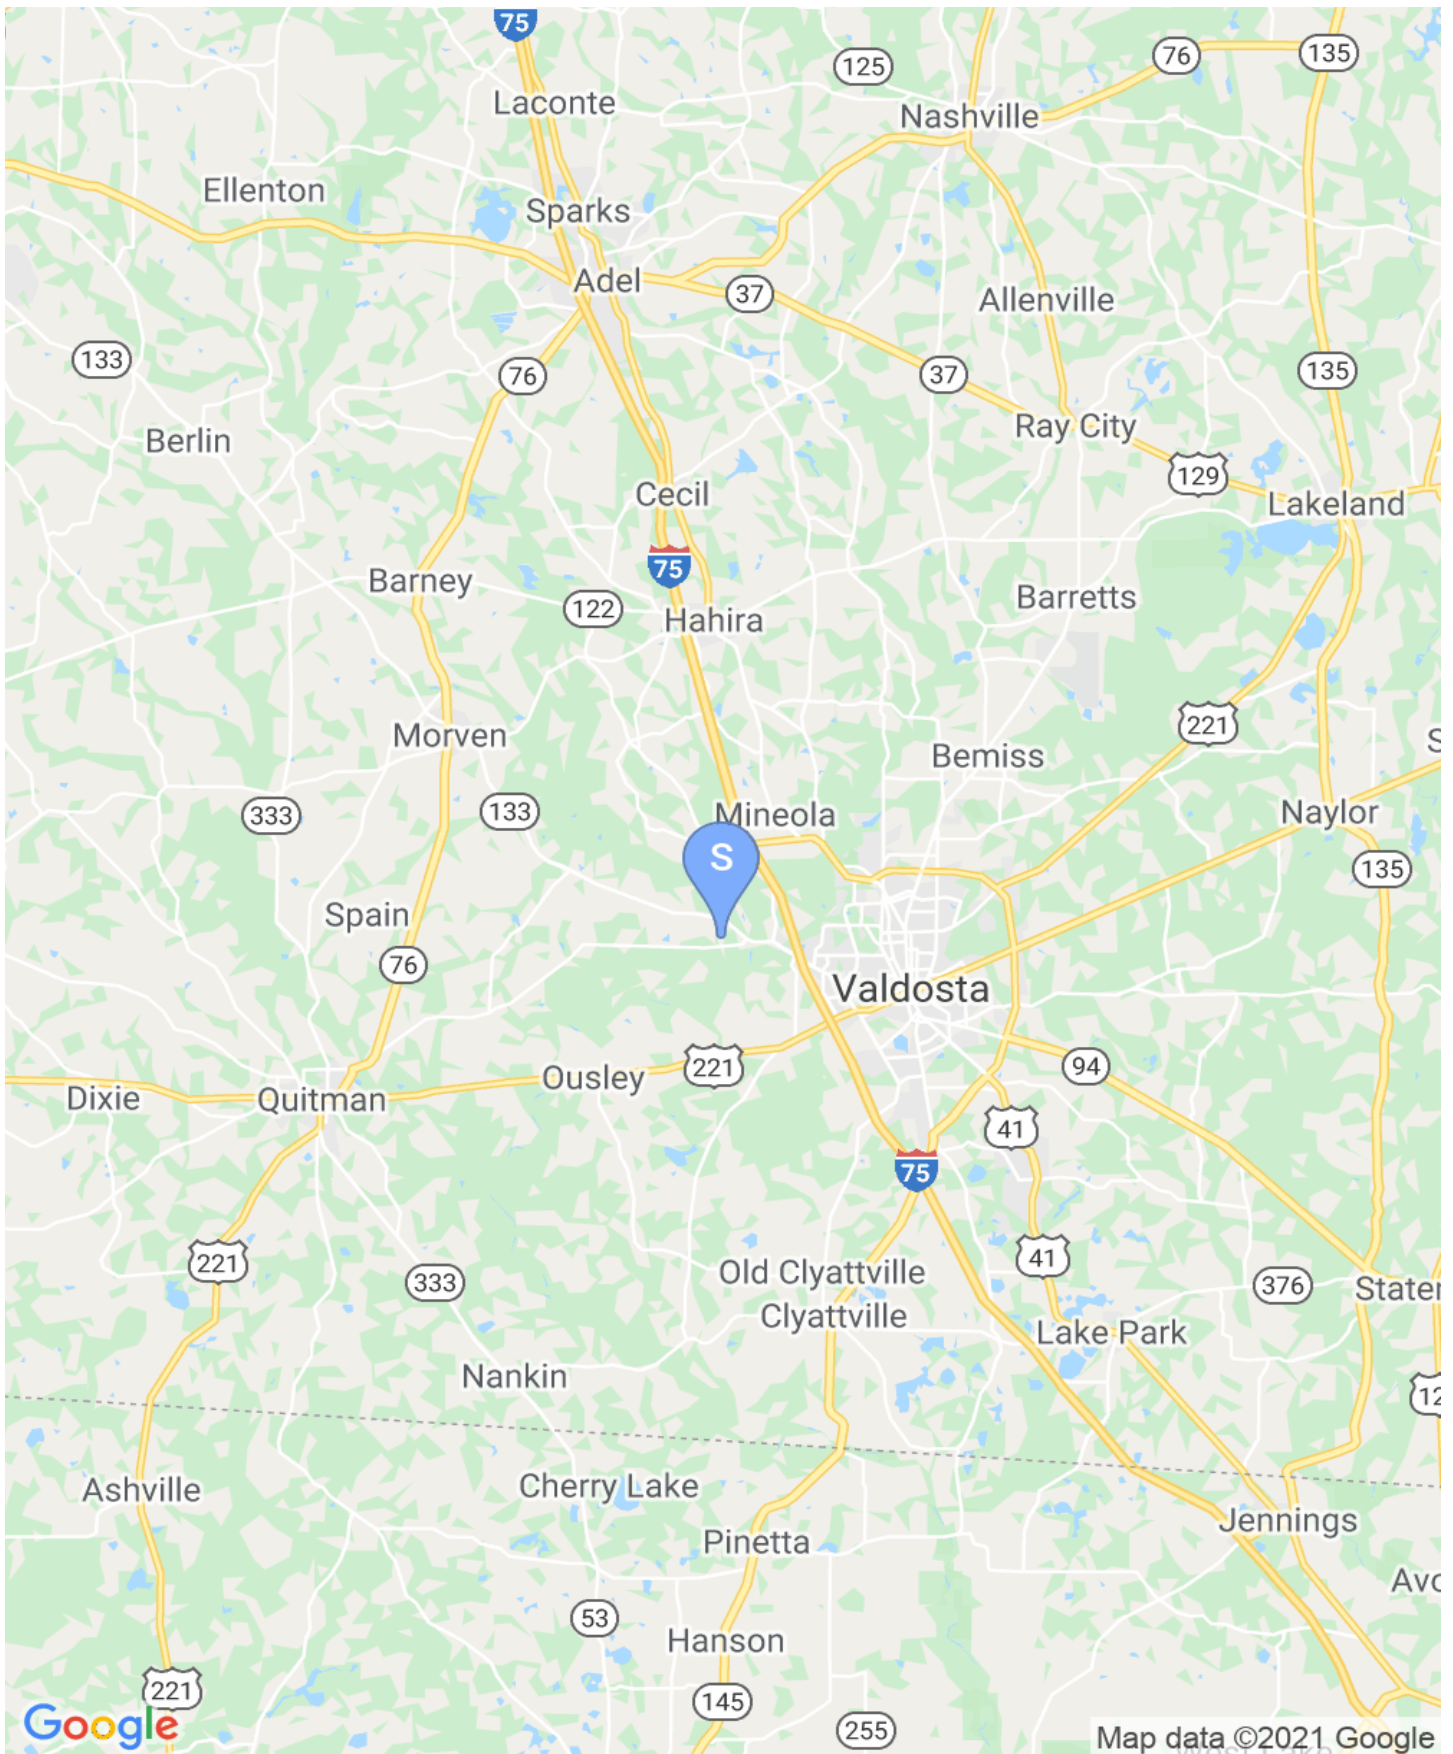 75
Laconte
125
76
135
Nashville
Ellenton
Sparks
Adel
37
Allenville
133
76
37
135
Berlin
Ray City
129
Cecil
Lakeland
75
Barney
122
Hahira
Barretts
221
Morven
Bemiss
S
333
133
Mineola
Naylor
S
135
Spain
76
Valdosta
Ousley
221
94
Dixie
Quitman
41
75
221
333
Old Clyattville
41
376
Stater
Clyattville
Lake Park
Nankin
12
Ashville
Cherry Lake
Jennings
Pinetta
Avo
53
Hanson
221
145
Google
255
Map data ©2021 Google